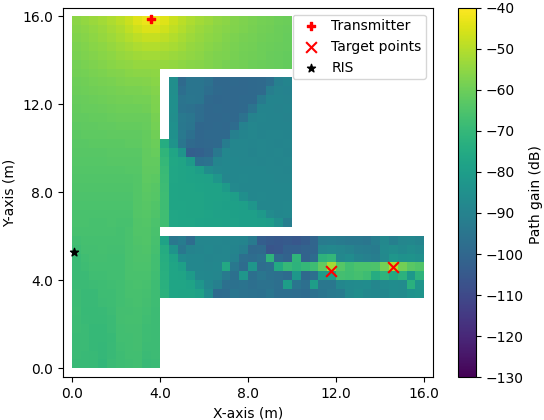 16.0
12.0
8.0
4.0
0.0
Y-axis (m)
0.0 4.0 8.0 12.0 16.0
X-axis (m)
Transmitter
Target points
RIS
−40
−50
−60
−70
−80
−90
−100
−110
−120
−130
Path gain (dB)